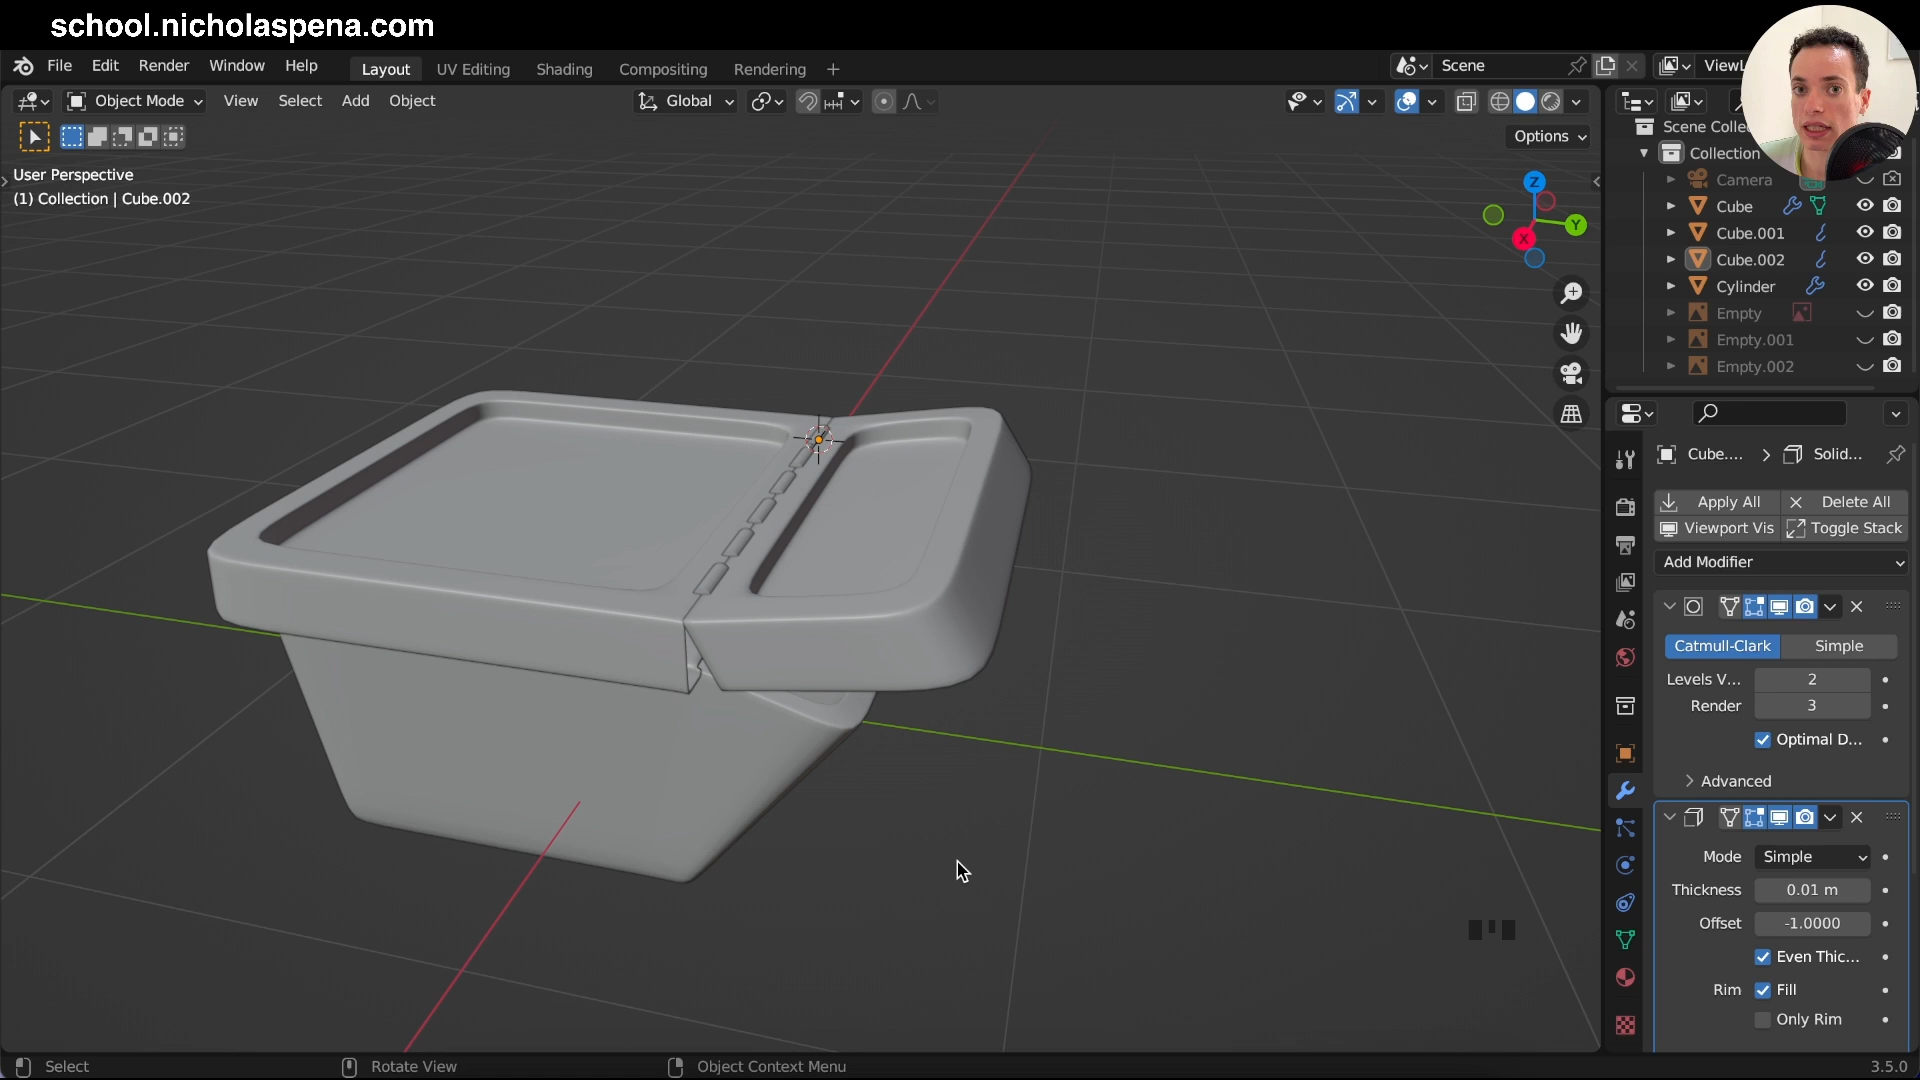 school.nicholaspena.com
File Edit Render Window Help Layout UV Editing Shading Compositing Rendering + Scene
Object Mode View Select Add Object Global
Options
User Perspective
(1) Collection | Cube.002
Z
Y
X
Collection
Camera
Cube
Cube.001
Cube.002
Cylinder
Empty
Empty.001
Empty.002
Cube.... > Solid...
Apply All Delete All
Viewport Vis Toggle Stack
Add Modifier
Catmull-Clark Simple
Levels V... 2
Render 3
Optimal D...
Advanced
Mode Simple
Thickness 0.01 m
Offset -1.0000
Even Thic...
Rim Fill
Only Rim
Select Rotate View Object Context Menu 3.5.0